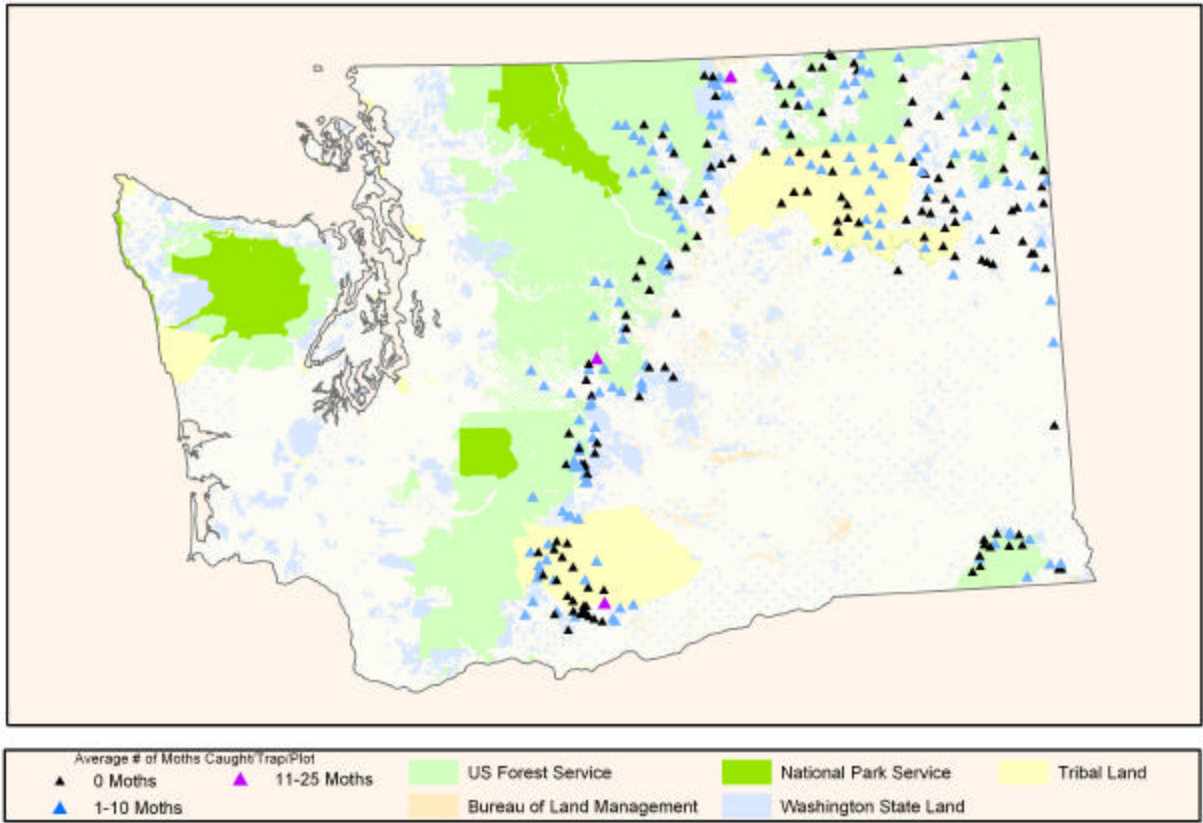 Average # of Moths Caught/Trap/Plot
0 Moths
11-25 Moths
US Forest Service
National Park Service
Tribal Land
1-10 Moths
Bureau of Land Management
Washington State Land